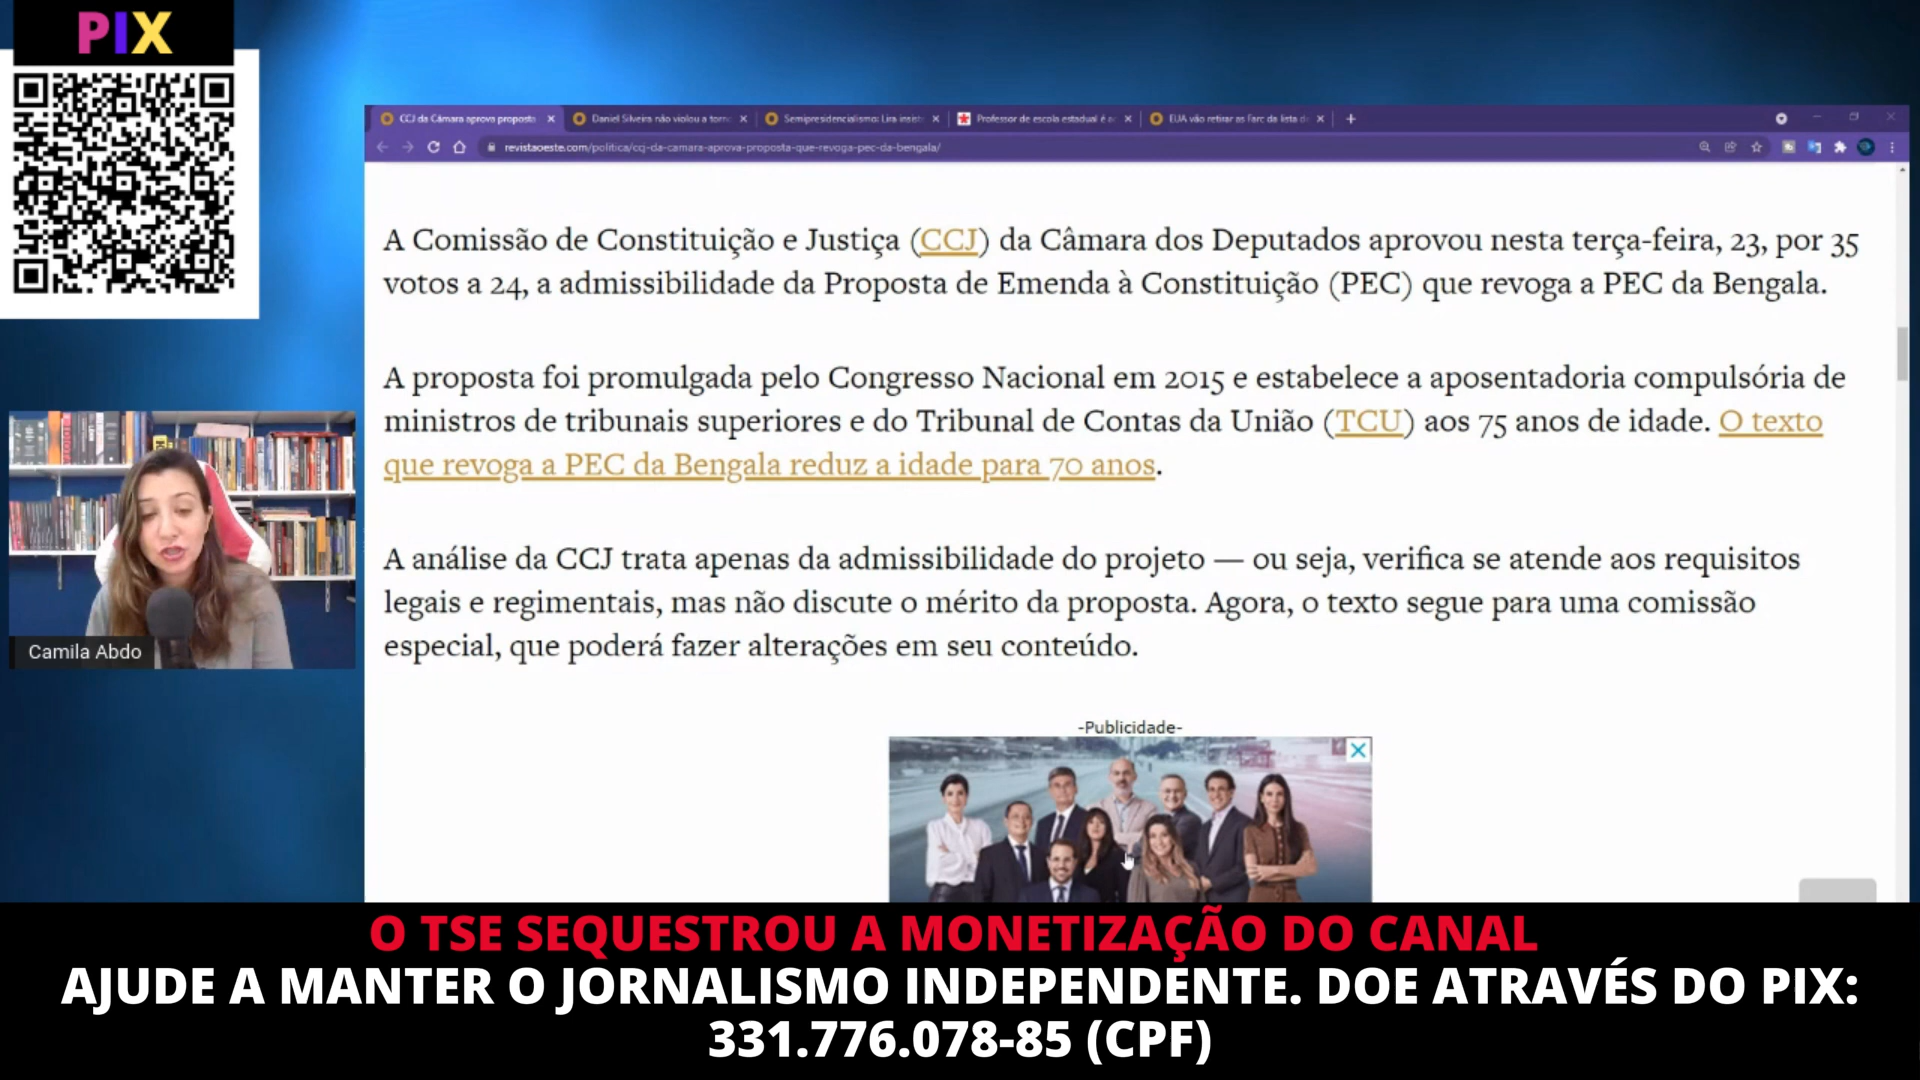 PIX
CCJ da Câmara aprova proposta
Daniel Silveira não violou a torno
Semipresidencialismo: Lira insist
Professor de escola estadual é ac
EUA vão retirar as Farc da lista d
revistaoeste.com/politica/ccj-da-camara-aprova-proposta-que-revoga-pec-da-bengala/
A Comissão de Constituição e Justiça (CCJ) da Câmara dos Deputados aprovou nesta terça-feira, 23, por 35
votos a 24, a admissibilidade da Proposta de Emenda à Constituição (PEC) que revoga a PEC da Bengala.
A proposta foi promulgada pelo Congresso Nacional em 2015 e estabelece a aposentadoria compulsória de
ministros de tribunais superiores e do Tribunal de Contas da União (TCU) aos 75 anos de idade. O texto
que revoga a PEC da Bengala reduz a idade para 70 anos.
A análise da CCJ trata apenas da admissibilidade do projeto — ou seja, verifica se atende aos requisitos
legais e regimentais, mas não discute o mérito da proposta. Agora, o texto segue para uma comissão
especial, que poderá fazer alterações em seu conteúdo.
-Publicidade-
Camila Abdo
O TSE SEQUESTROU A MONETIZAÇÃO DO CANAL
AJUDE A MANTER O JORNALISMO INDEPENDENTE. DOE ATRAVÉS DO PIX:
331.776.078-85 (CPF)